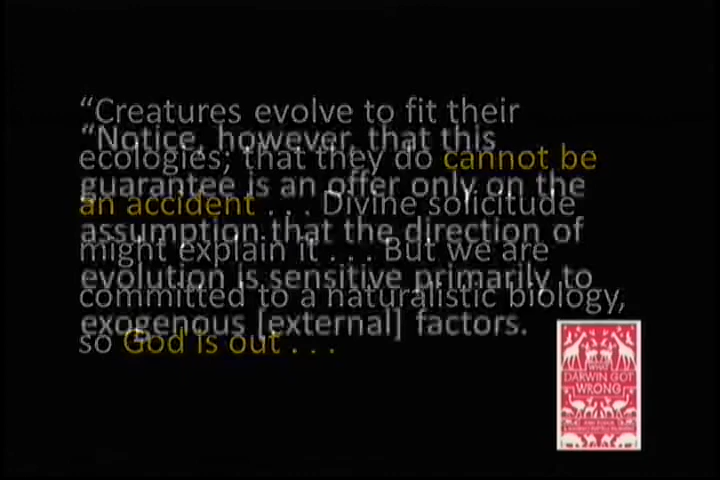 “Creatures evolve to fit their
“Notice, however, that this
ecologies; that they do cannot be
guarantee is an offer only on the
an accident . . . Divine solicitude
assumption that the direction of
might explain it . . . But we are
evolution is sensitive primarily to
committed to a naturalistic biology,
exogenous [external] factors.
so God is out . . .
WHAT
DARWIN GOT
WRONG